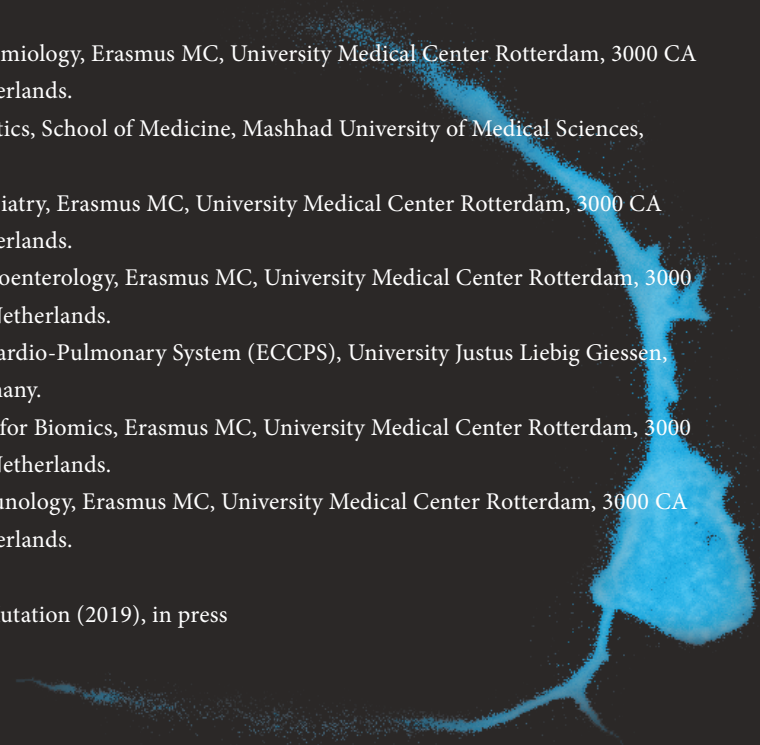 miology, Erasmus MC, University Medical Center Rotterdam, 3000 CA
erlands.
tics, School of Medicine, Mashhad University of Medical Sciences,
iatry, Erasmus MC, University Medical Center Rotterdam, 3000 CA
erlands.
oenterology, Erasmus MC, University Medical Center Rotterdam, 3000
Netherlands.
ardio-Pulmonary System (ECCPS), University Justus Liebig Giessen,
many.
for Biomics, Erasmus MC, University Medical Center Rotterdam, 3000
Netherlands.
unology, Erasmus MC, University Medical Center Rotterdam, 3000 CA
erlands.
utation (2019), in press